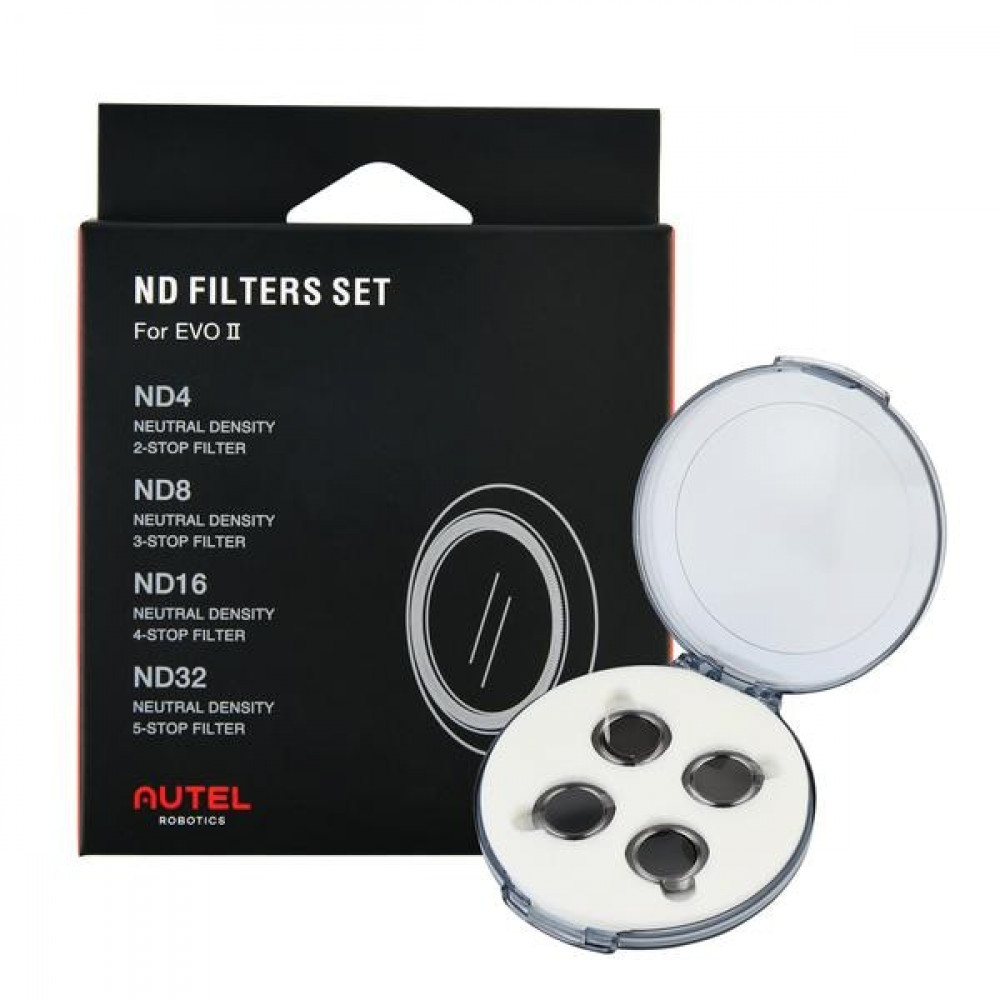 ND FILTERS SET
For EVO Ⅱ
ND4
NEUTRAL DENSITY
2-STOP FILTER
ND8
NEUTRAL DENSITY
3-STOP FILTER
ND16
NEUTRAL DENSITY
4-STOP FILTER
ND32
NEUTRAL DENSITY
5-STOP FILTER
AUTEL
ROBOTICS